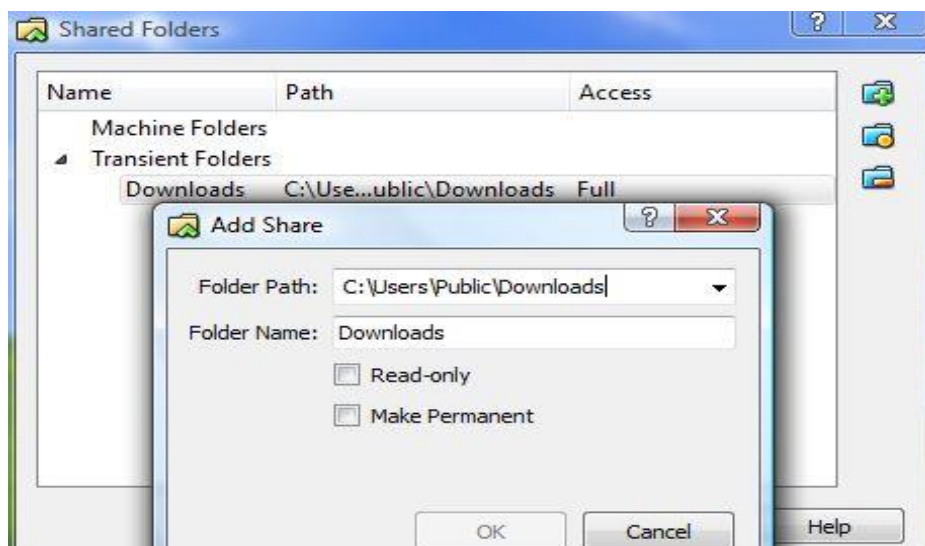 Shared Folders
Name Path Access
Machine Folders
Transient Folders
Downloads C:\Use...ublic\Downloads Full
Add Share
Folder Path: C:\Users\Public\Downloads
Folder Name: Downloads
Read-only
Make Permanent
OK Cancel
Help